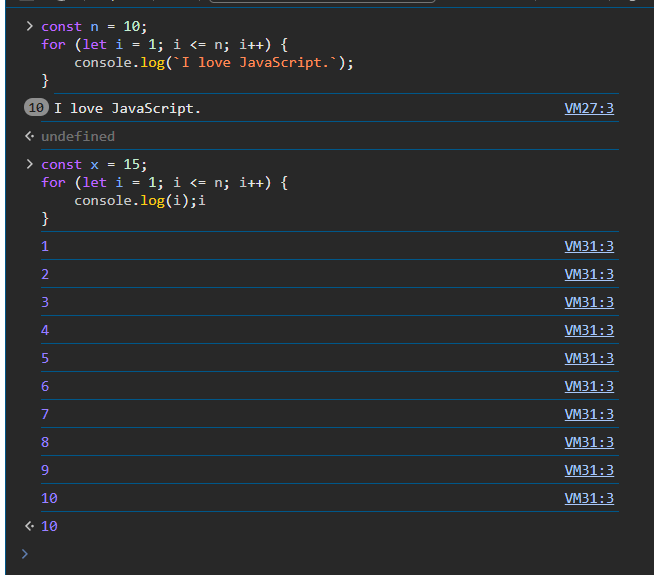 > const n = 10;
for (let i = 1; i <= n; i++) {
    console.log(`I love JavaScript.`);
}
10 I love JavaScript. VM27:3
undefined
> const x = 15;
for (let i = 1; i <= n; i++) {
    console.log(i);i
}
1 VM31:3
2 VM31:3
3 VM31:3
4 VM31:3
5 VM31:3
6 VM31:3
7 VM31:3
8 VM31:3
9 VM31:3
10 VM31:3
10
>